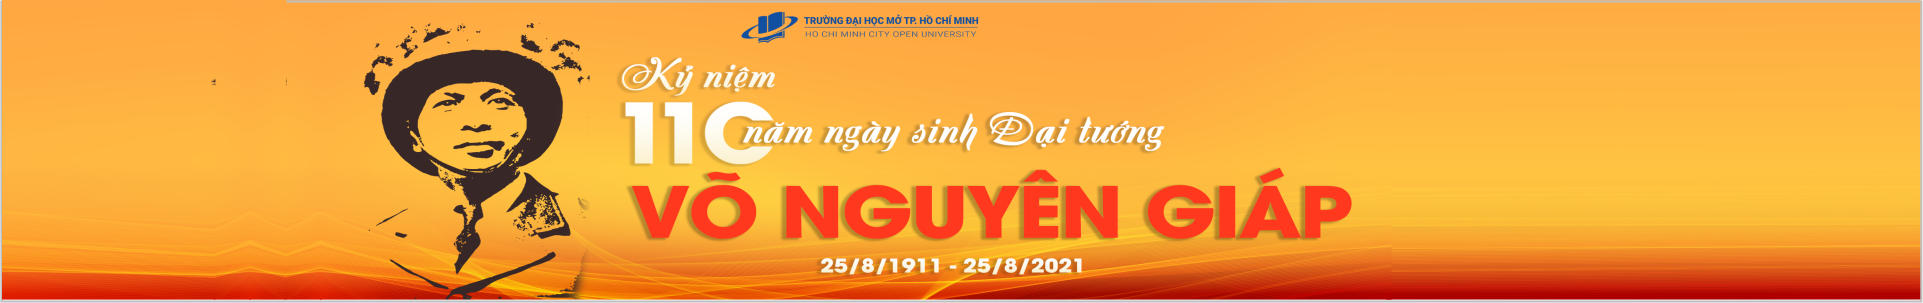 TRƯỜNG ĐẠI HỌC MỞ TP. HỒ CHÍ MINH
HO CHI MINH CITY OPEN UNIVERSITY
Kỷ niệm
110 năm ngày sinh Đại tướng
VÕ NGUYÊN GIÁP
25/8/1911 - 25/8/2021